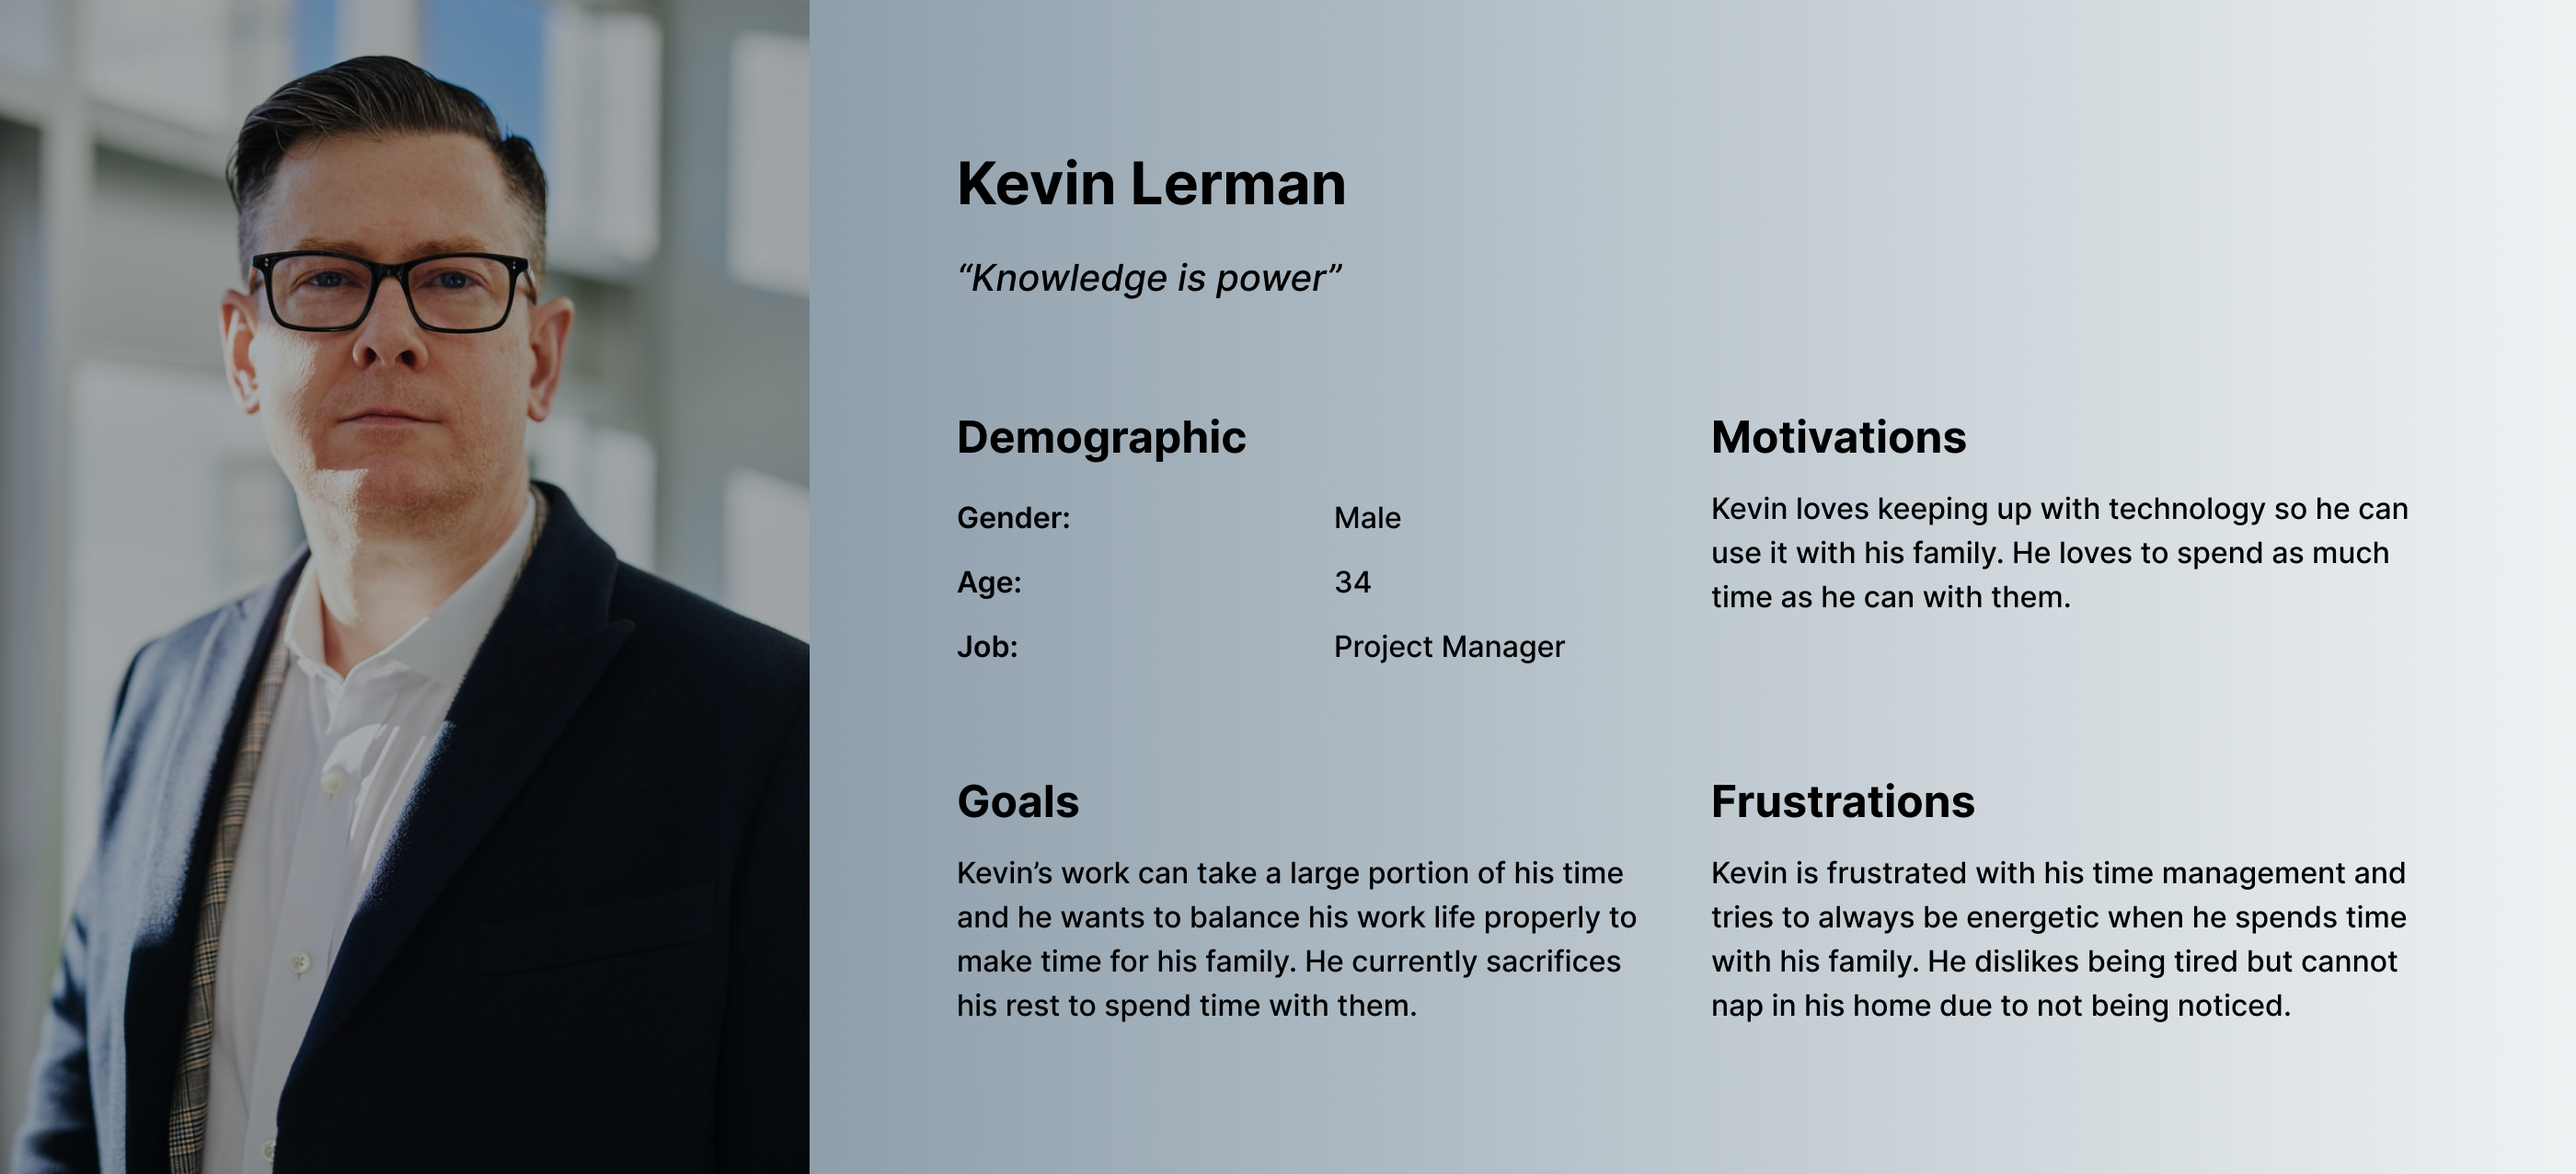 Kevin Lerman
“Knowledge is power”
Demographic
Gender: Male
Age: 34
Job: Project Manager
Motivations
Kevin loves keeping up with technology so he can
use it with his family. He loves to spend as much
time as he can with them.
Goals
Kevin’s work can take a large portion of his time
and he wants to balance his work life properly to
make time for his family. He currently sacrifices
his rest to spend time with them.
Frustrations
Kevin is frustrated with his time management and
tries to always be energetic when he spends time
with his family. He dislikes being tired but cannot
nap in his home due to not being noticed.